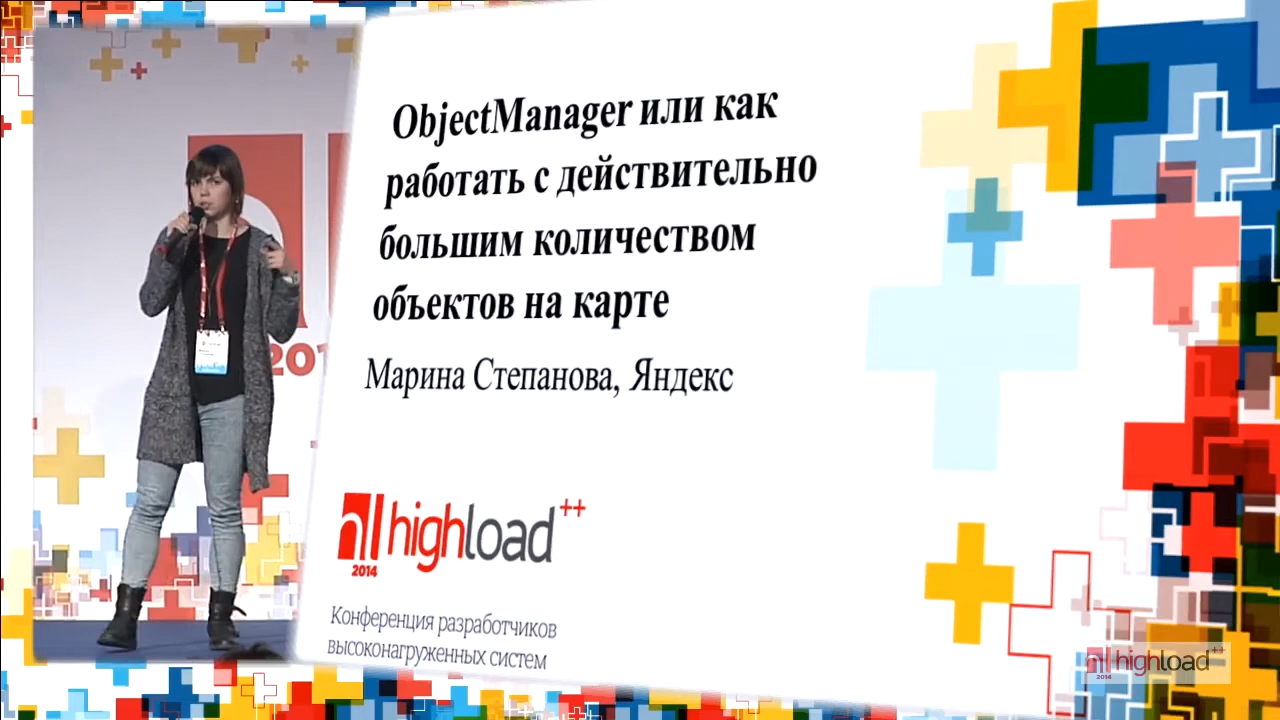 ObjectManager или как
работать с действительно
большим количеством
объектов на карте
Марина Степанова, Яндекс
highload++
2014
Конференция разработчиков
высоконагруженных систем
highload++
2014